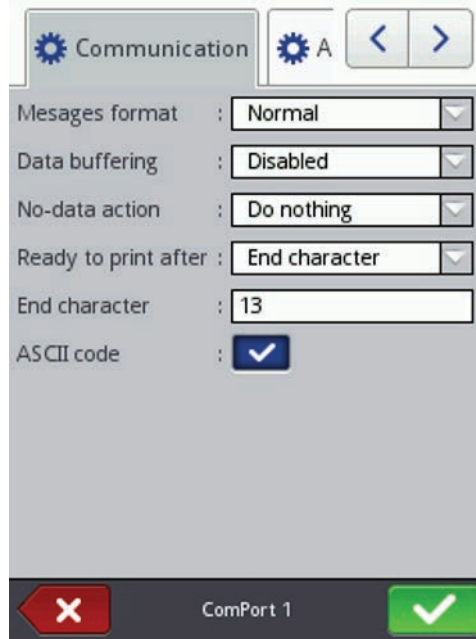 Communication A
Mesages format : Normal
Data buffering : Disabled
No-data action : Do nothing
Ready to print after : End character
End character : 13
ASCII code :
ComPort 1